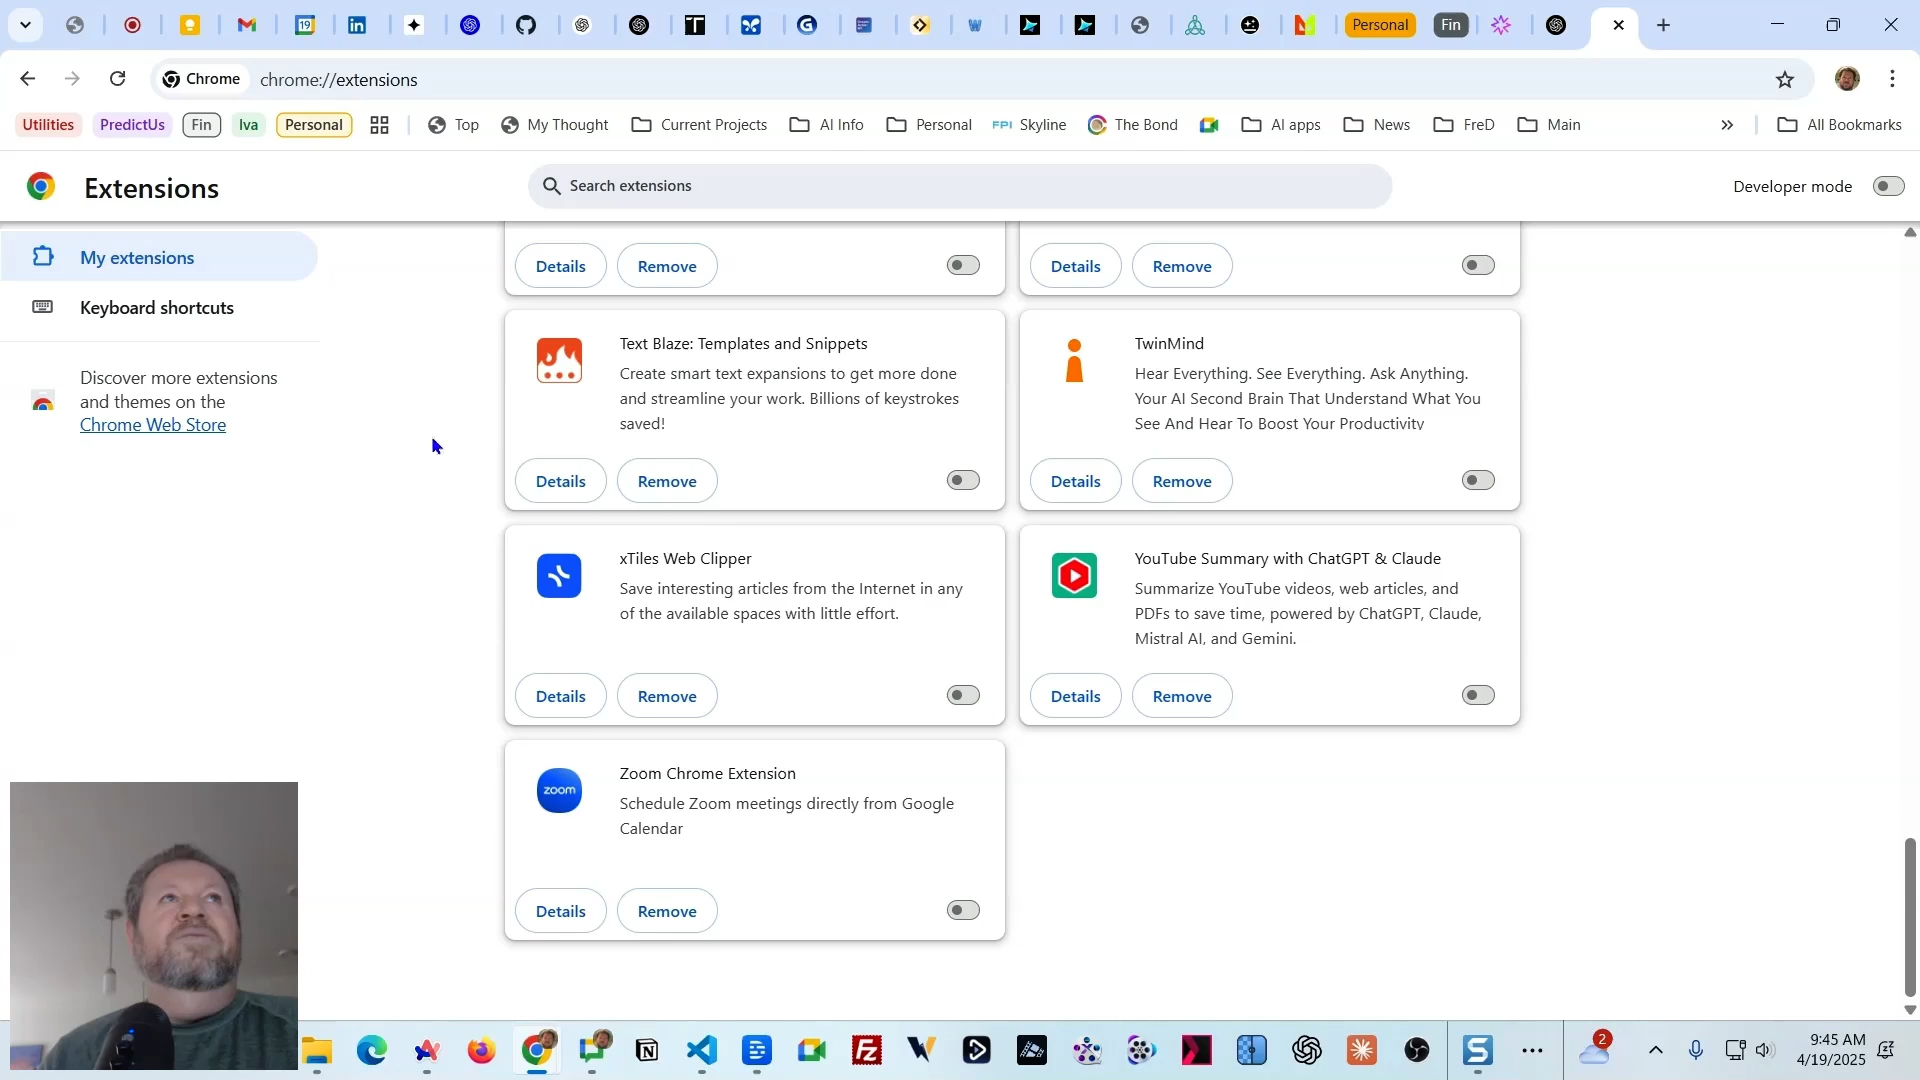 19
Personal
Fin
Chrome
chrome://extensions
Utilities
PredictUs
Fin
Iva
Personal
Top
My Thought
Current Projects
AI Info
Personal
FPI Skyline
The Bond
AI apps
News
FreD
Main
All Bookmarks
Extensions
Search extensions
Developer mode
My extensions
Keyboard shortcuts
Discover more extensions
and themes on the
Chrome Web Store
Details
Remove
Details
Remove
Text Blaze: Templates and Snippets
Create smart text expansions to get more done
and streamline your work. Billions of keystrokes
saved!
Details
Remove
TwinMind
Hear Everything. See Everything. Ask Anything.
Your AI Second Brain That Understand What You
See And Hear To Boost Your Productivity
Details
Remove
xTiles Web Clipper
Save interesting articles from the Internet in any
of the available spaces with little effort.
Details
Remove
YouTube Summary with ChatGPT & Claude
Summarize YouTube videos, web articles, and
PDFs to save time, powered by ChatGPT, Claude,
Mistral AI, and Gemini.
Details
Remove
zoom
Zoom Chrome Extension
Schedule Zoom meetings directly from Google
Calendar
Details
Remove
2
9:45 AM
4/19/2025